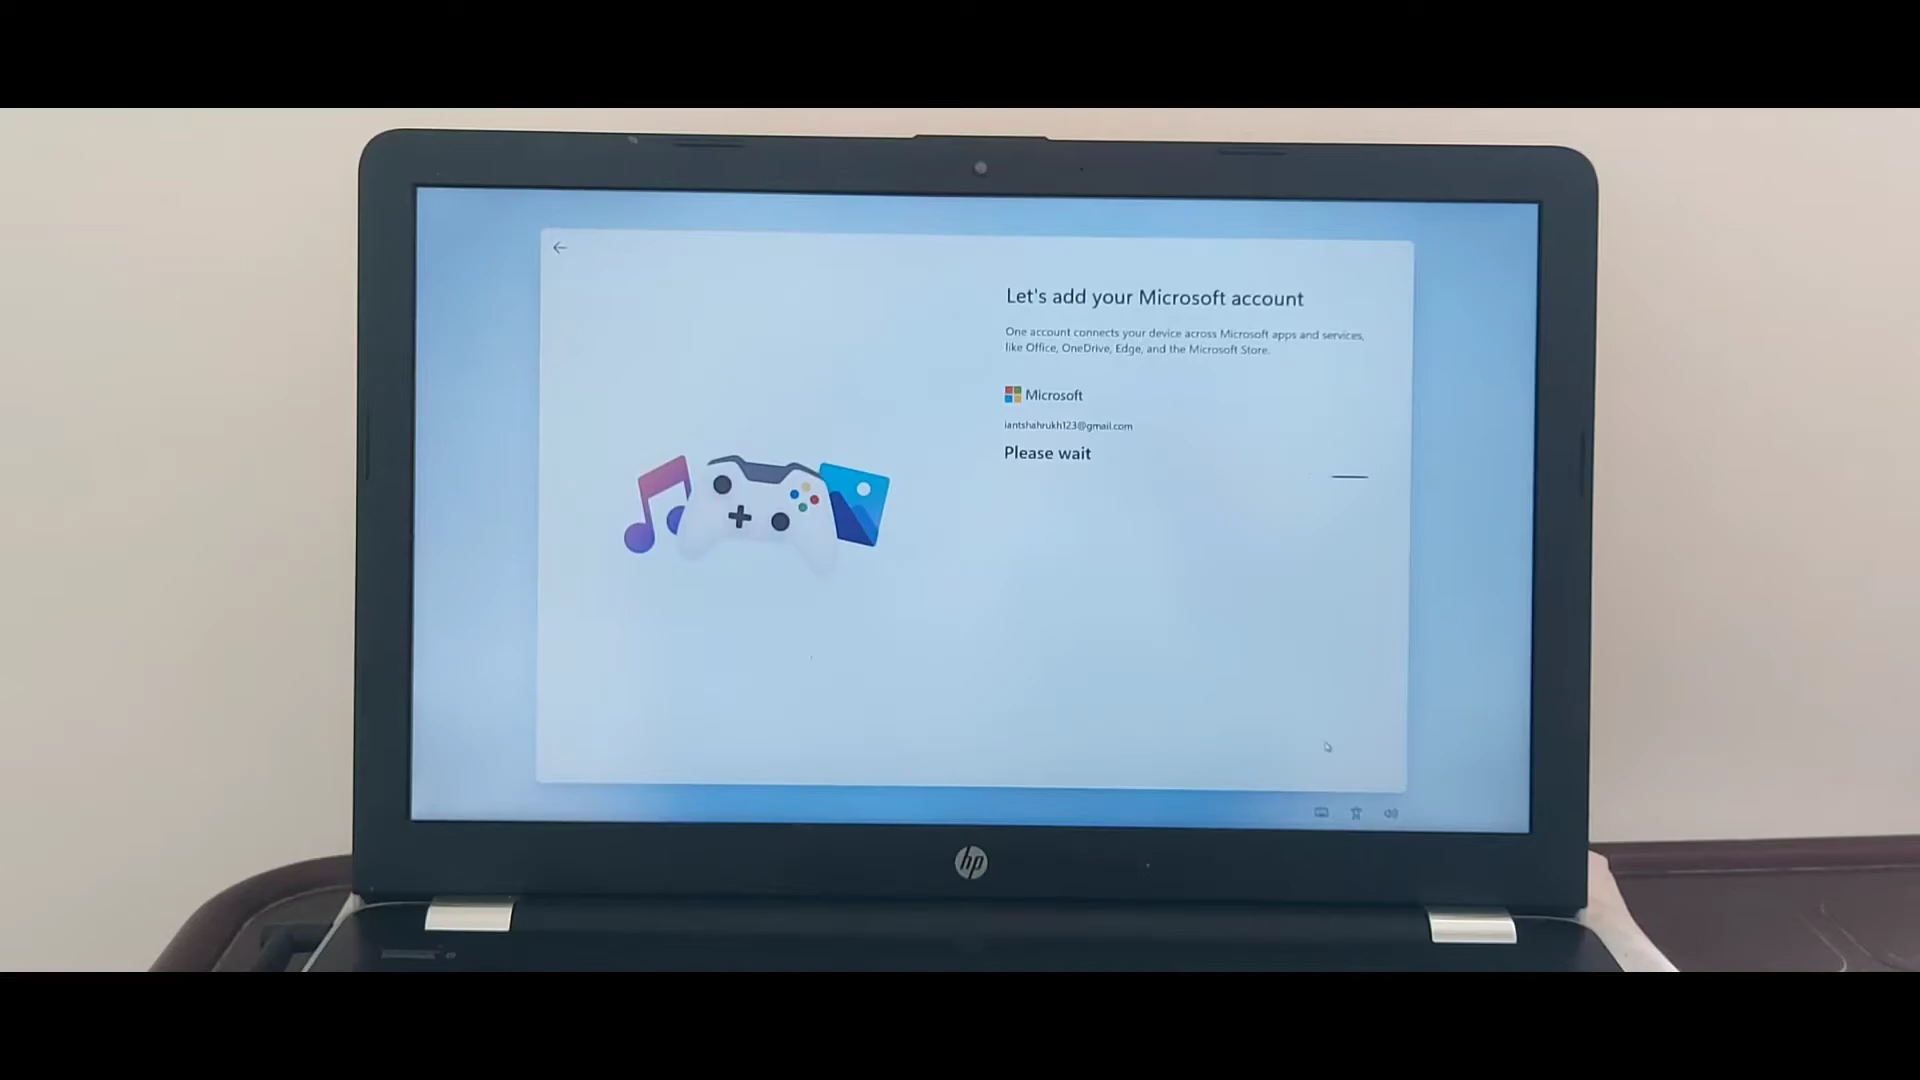 Let's add your Microsoft account
One account connects your device across Microsoft apps and services,
like Office, OneDrive, Edge, and the Microsoft Store.
Microsoft
iantshahrukh123@gmail.com
Please wait
hp